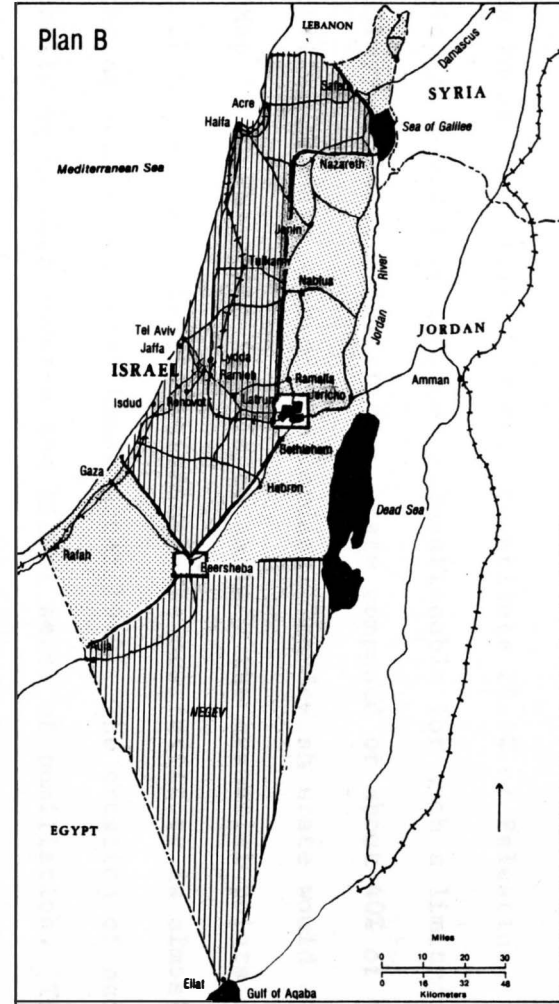 Plan B
LEBANON
Damascus
SYRIA
Safed
Acre
Haifa
Sea of Galilee
Mediterranean Sea
Nazareth
Jenin
Tulkarm
Nablus
River
Jordan
Tel Aviv
Jaffa
JORDAN
Lydda
Ramleh
ISRAEL
Ramalla
Amman
Rehovot
Latrun
Jericho
Isdud
Bethlehem
Gaza
Hebron
Dead Sea
Rafah
Beersheba
Auja
NEGEV
EGYPT
Miles
0 10 20 30
0 16 32 48
Kilometers
Eilat
Gulf of Aqaba